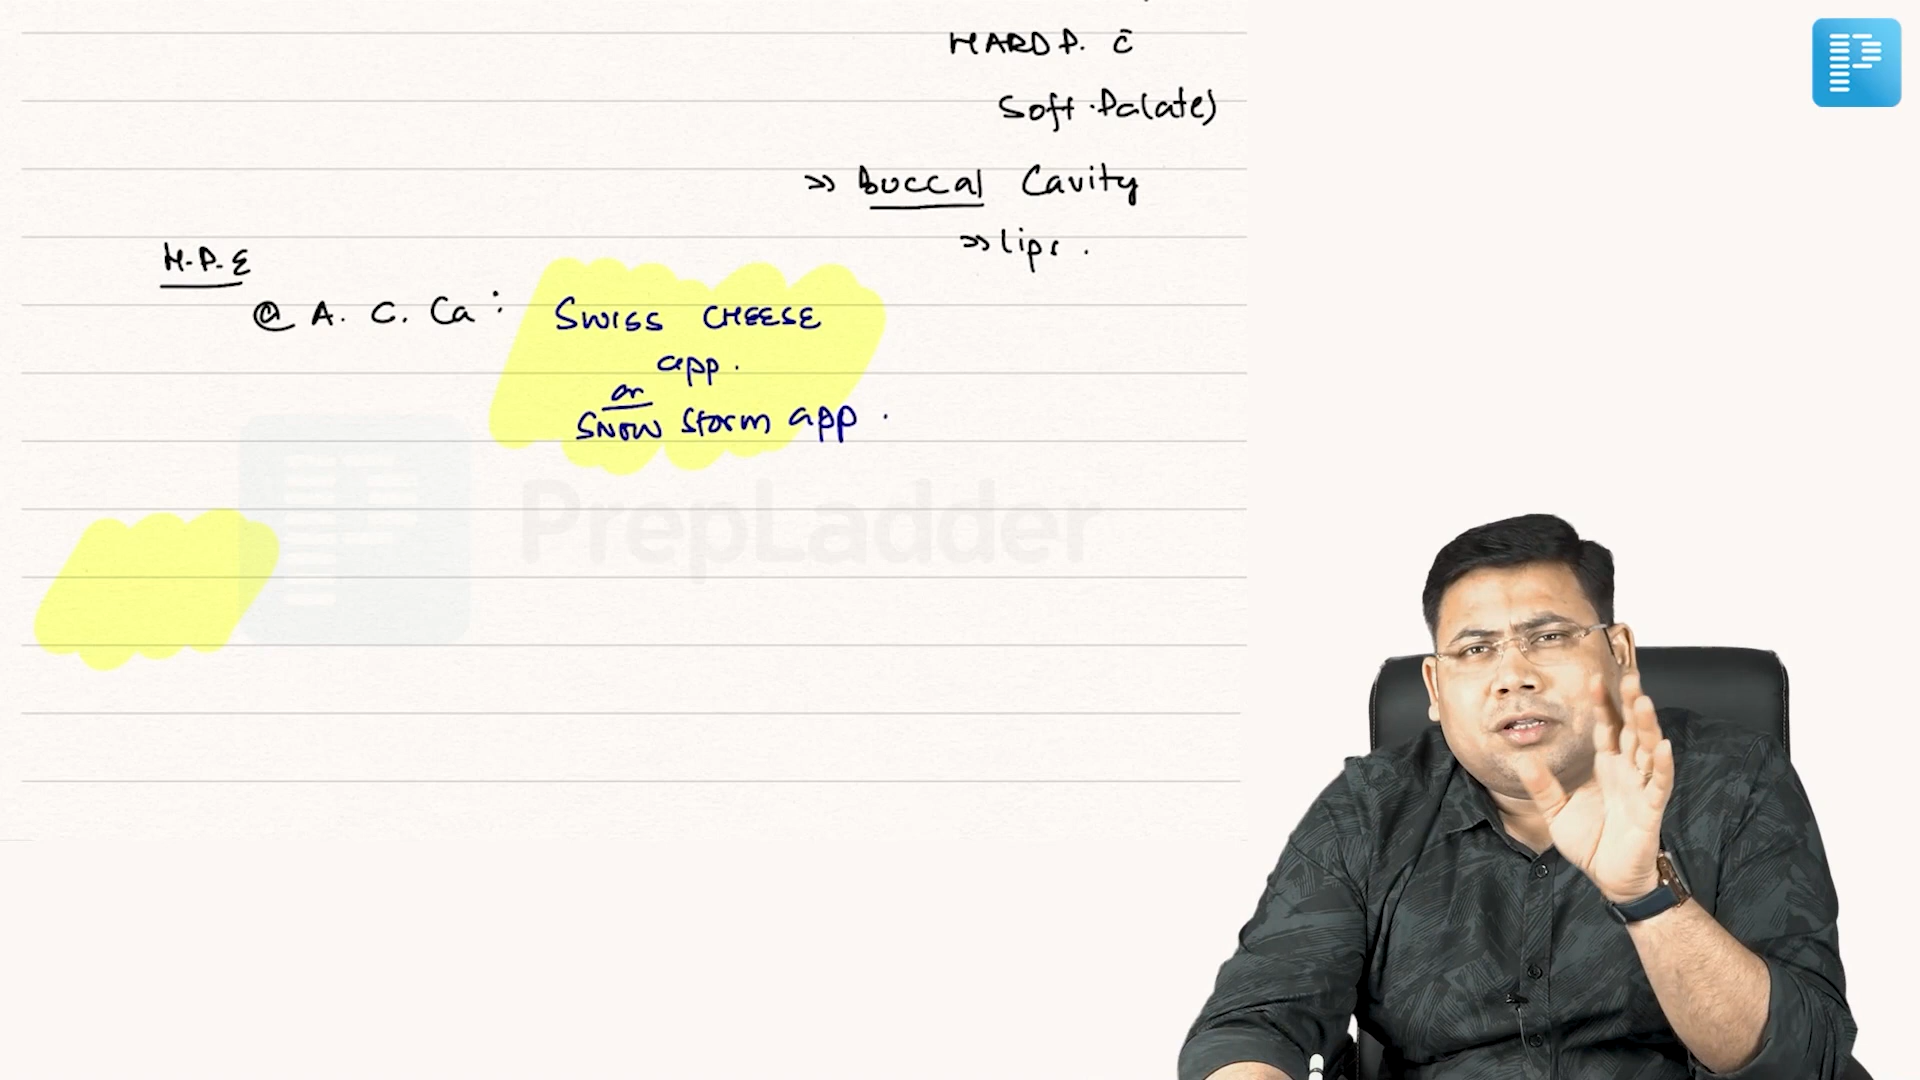 HARD P. c̄
Soft Palate)
>> Buccal Cavity
>> lips.
H.P.E
@ A. C. Ca: SWISS CHEESE
app.
or
SNOW Storm app.
PrepLadder